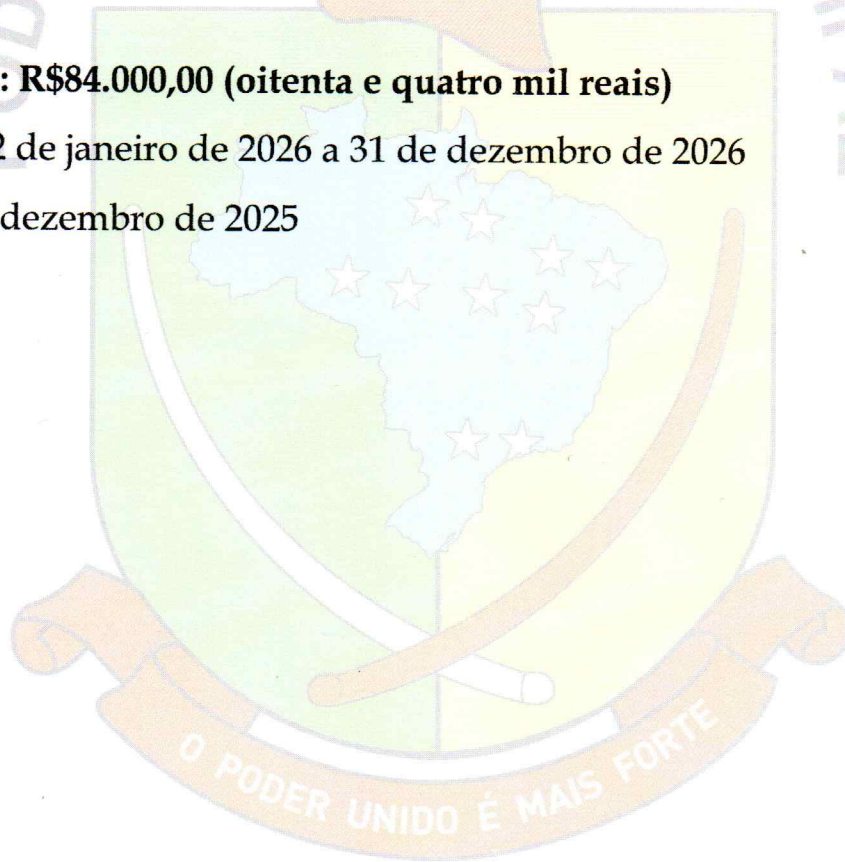 : R$84.000,00 (oitenta e quatro mil reais)
2 de janeiro de 2026 a 31 de dezembro de 2026
dezembro de 2025
O PODER UNIDO É MAIS FORTE